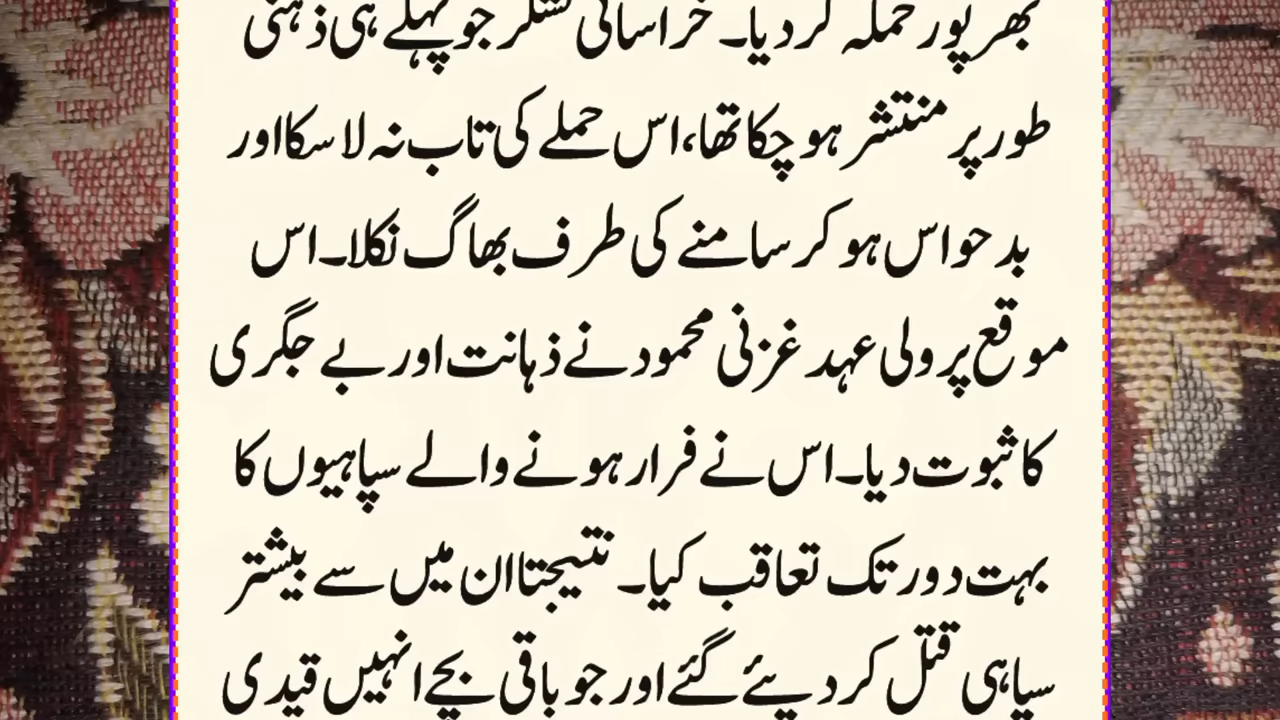 بھرپور حملہ کردیا۔ خراسانی لشکر جو پہلے ہی ذہنی
طور پر منتشر ہو چکا تھا، اس حملے کی تاب نہ لا سکا اور
بد حواس ہو کر سامنے کی طرف بھاگ نکلا۔ اس
موقع پر ولی عہد غزنی محمود نے ذہانت اور بے جگری
کا ثبوت دیا۔ اس نے فرار ہونے والے سپاہیوں کا
بہت دور تک تعاقب کیا۔ نتیجتا ان میں سے بیشتر
سپاہی قتل کر دیئے گئے اور جو باقی بچے انہیں قیدی